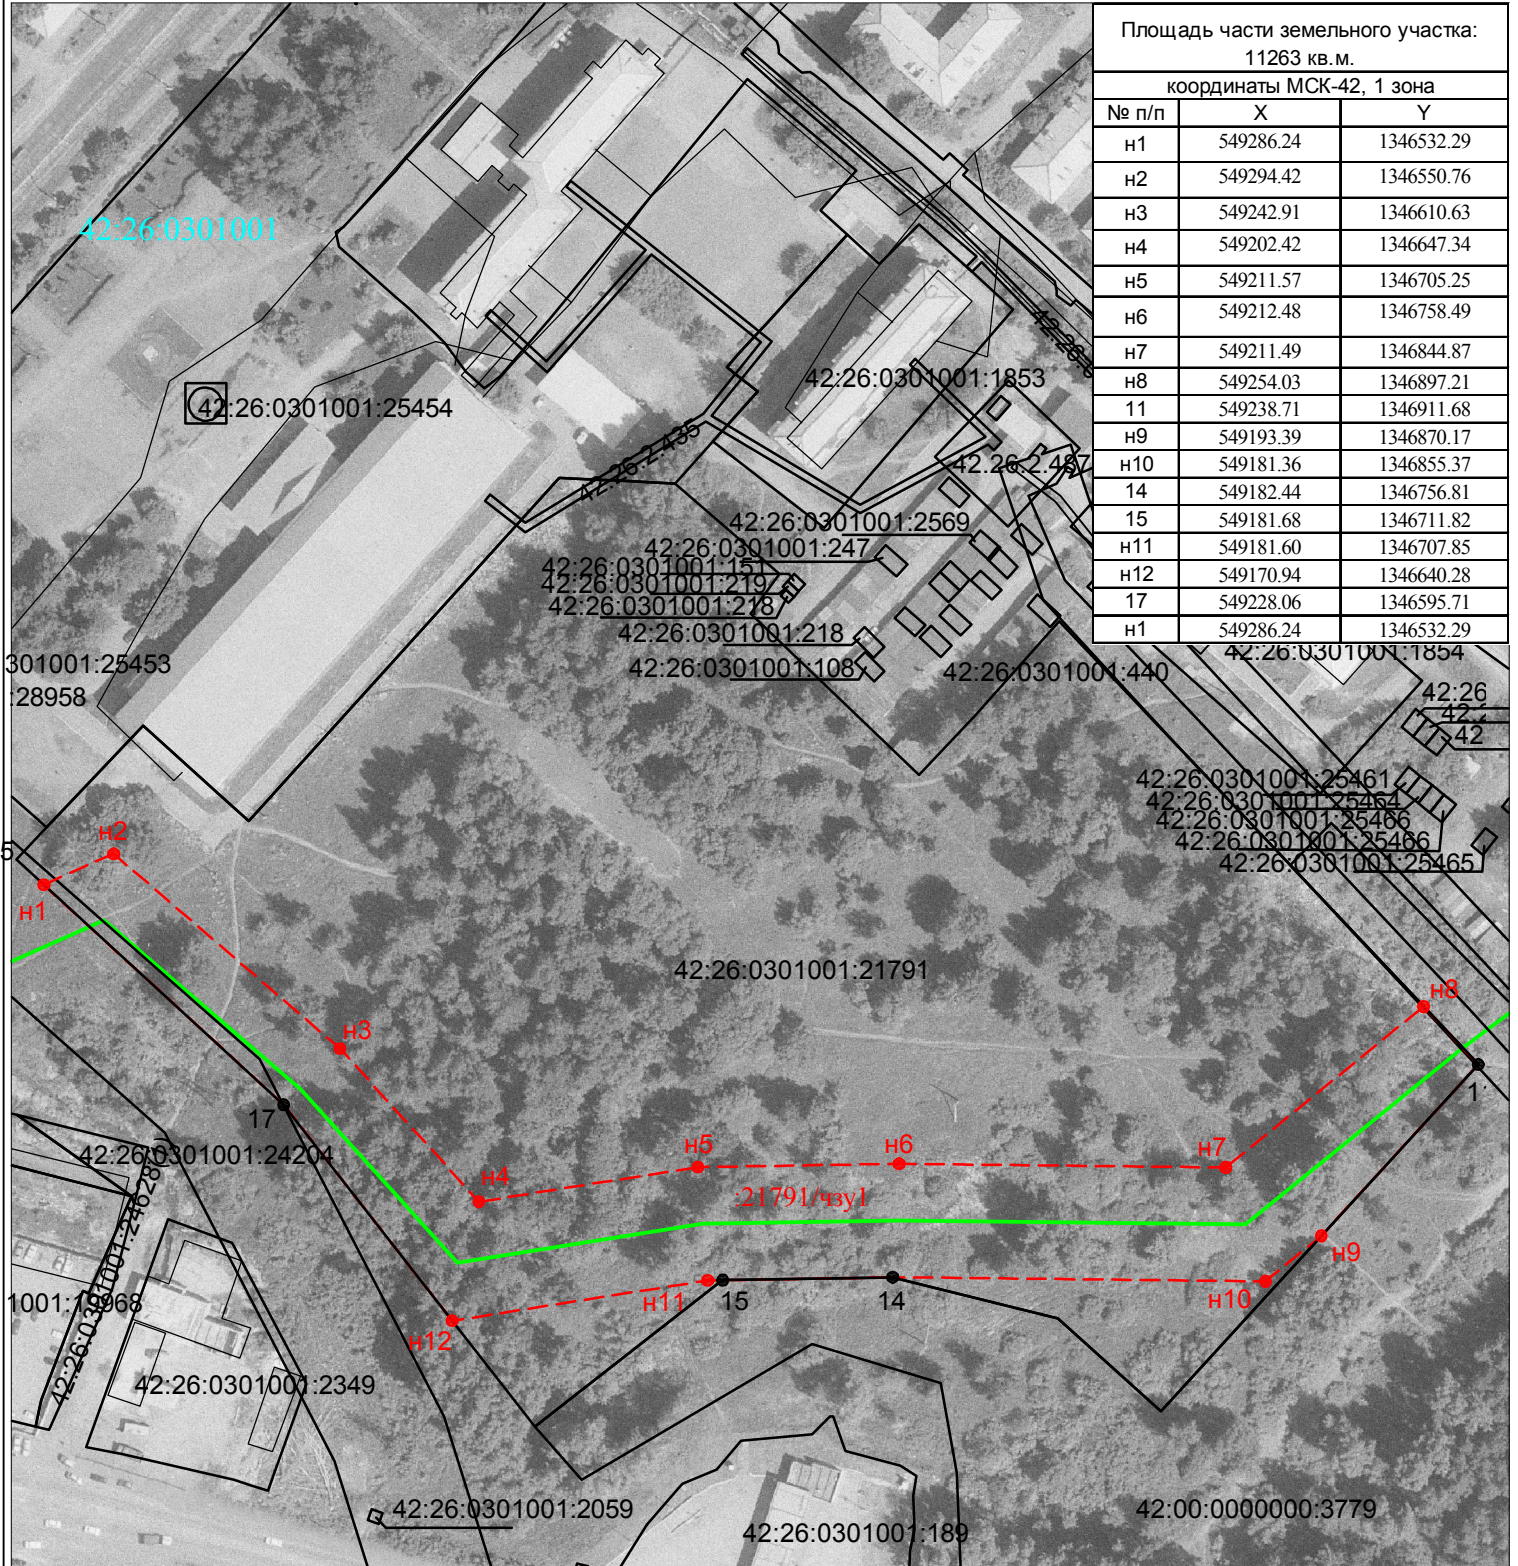 Площадь части земельного участка:
11263 кв.м.
координаты МСК-42, 1 зона
№ п/п X Y
н1 549286.24 1346532.29
н2 549294.42 1346550.76
н3 549242.91 1346610.63
н4 549202.42 1346647.34
н5 549211.57 1346705.25
н6 549212.48 1346758.49
н7 549211.49 1346844.87
н8 549254.03 1346897.21
11 549238.71 1346911.68
н9 549193.39 1346870.17
н10 549181.36 1346855.37
14 549182.44 1346756.81
15 549181.68 1346711.82
н11 549181.60 1346707.85
н12 549170.94 1346640.28
17 549228.06 1346595.71
н1 549286.24 1346532.29
42:26:0301001
42:26:0301001:1853
42:26:0301001:25454
42:26:2.435
42:26:2.487
42:26:0301001:2569
42:26:0301001:247
42:26:0301001:151
42:26:0301001:219
42:26:0301001:218
42:26:0301001:218
42:26:0301001:108
42:26:0301001:440
42:26:0301001:1854
301001:25453
:28958
42:26
42
42:26:0301001:25461
42:26:0301001:25464
42:26:0301001:25466
42:26:0301001:25466
42:26:0301001:25465
н2
5
н1
42:26:0301001:21791
н8
н3
17
42:26:0301001:24204
н6
н5
н7
н4
:21791/чзу1
42:26:0301001:24628(
н9
н10
н11
15
14
н12
42:26:0301001:2349
42:26:0301001:2059
42:26:0301001:189
42:00:0000000:3779